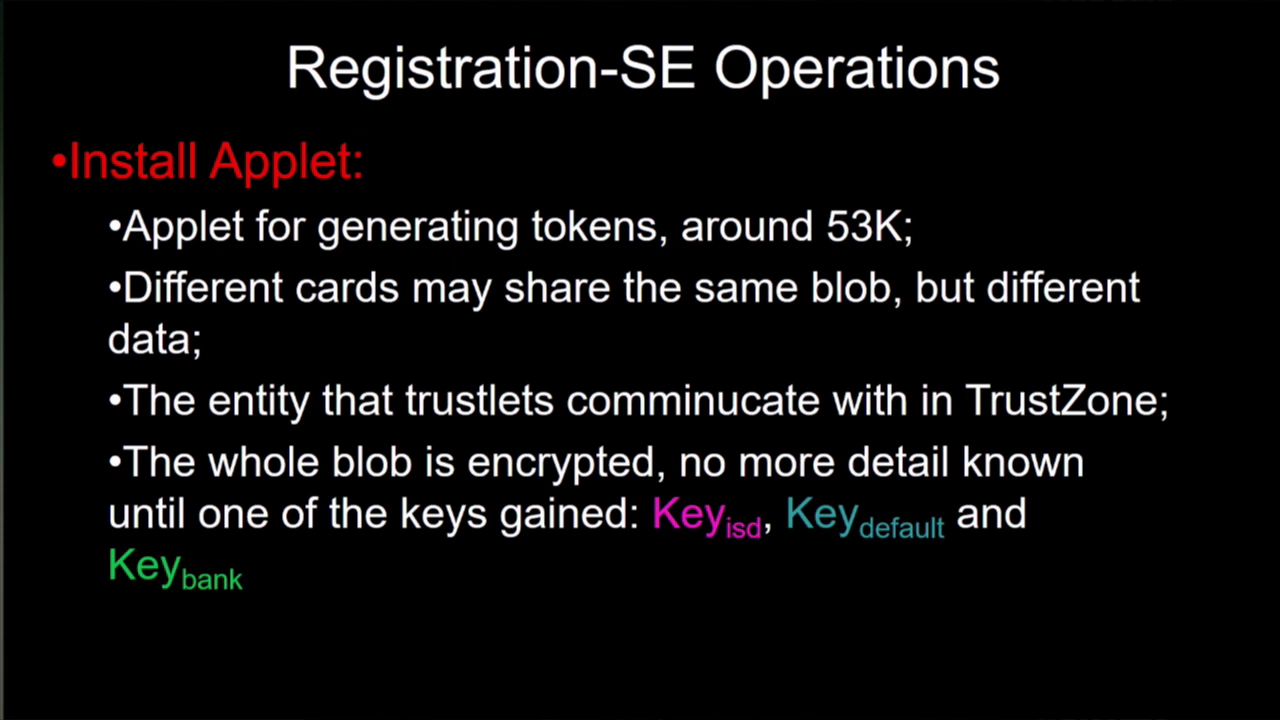 Registration-SE Operations
•Install Applet:
•Applet for generating tokens, around 53K;
•Different cards may share the same blob, but different
data;
•The entity that trustlets comminucate with in TrustZone;
•The whole blob is encrypted, no more detail known
until one of the keys gained: Keyisd, Keydefault and
Keybank